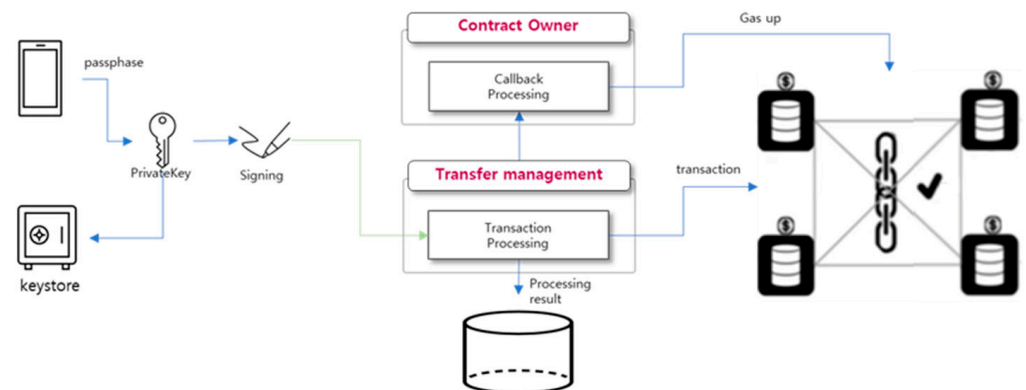 Contract Owner
Gas up
passphase
Callback
Processing
PrivateKey
Signing
Transfer management
transaction
Transaction
Processing
keystore
Processing
result
$
$
$
$